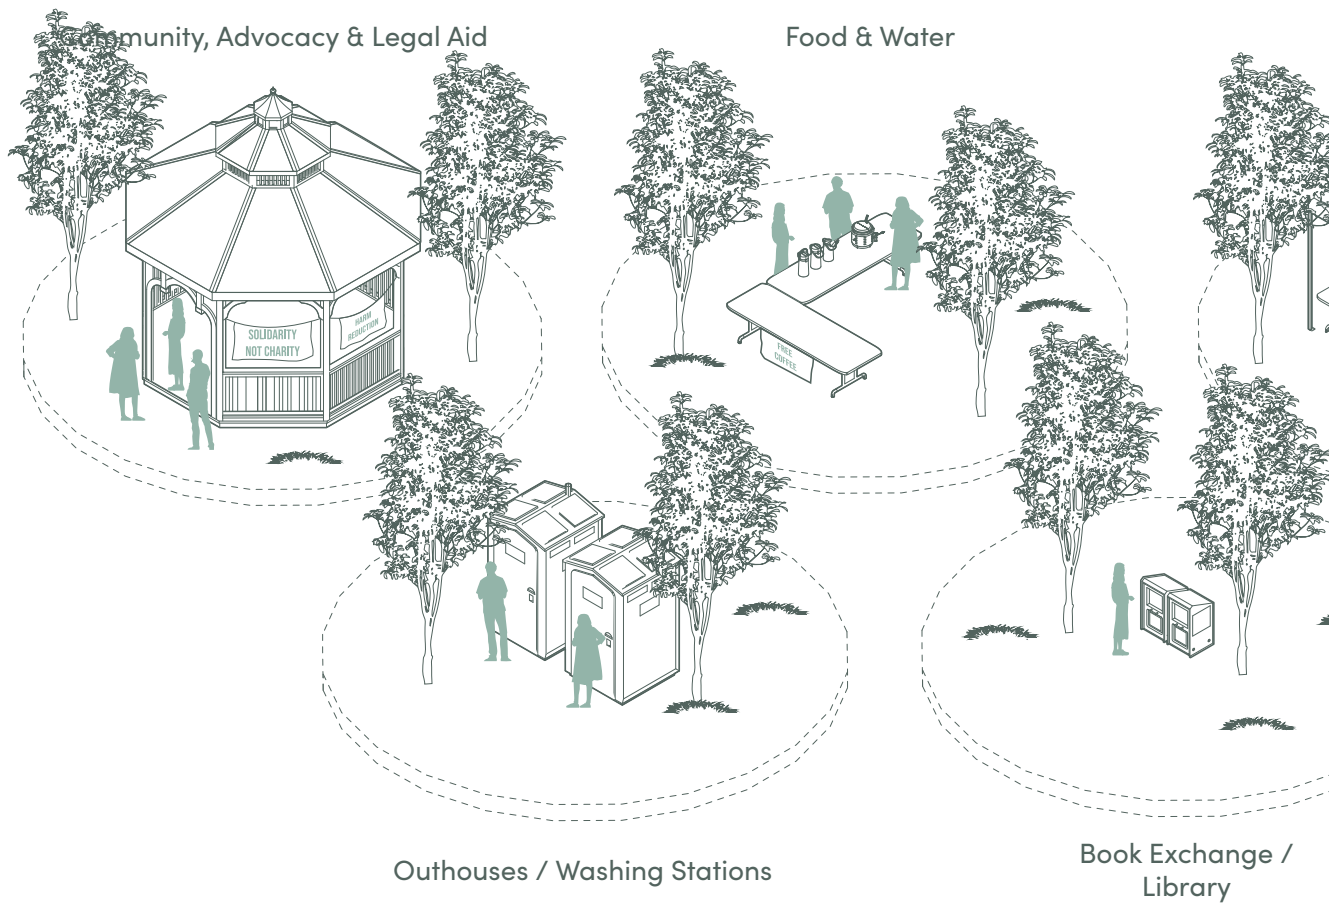 Community, Advocacy & Legal Aid
Food & Water
SOLIDARITY
NOT CHARITY
HARM
REDUCTION
FREE
COFFEE
Outhouses / Washing Stations
Book Exchange /
Library